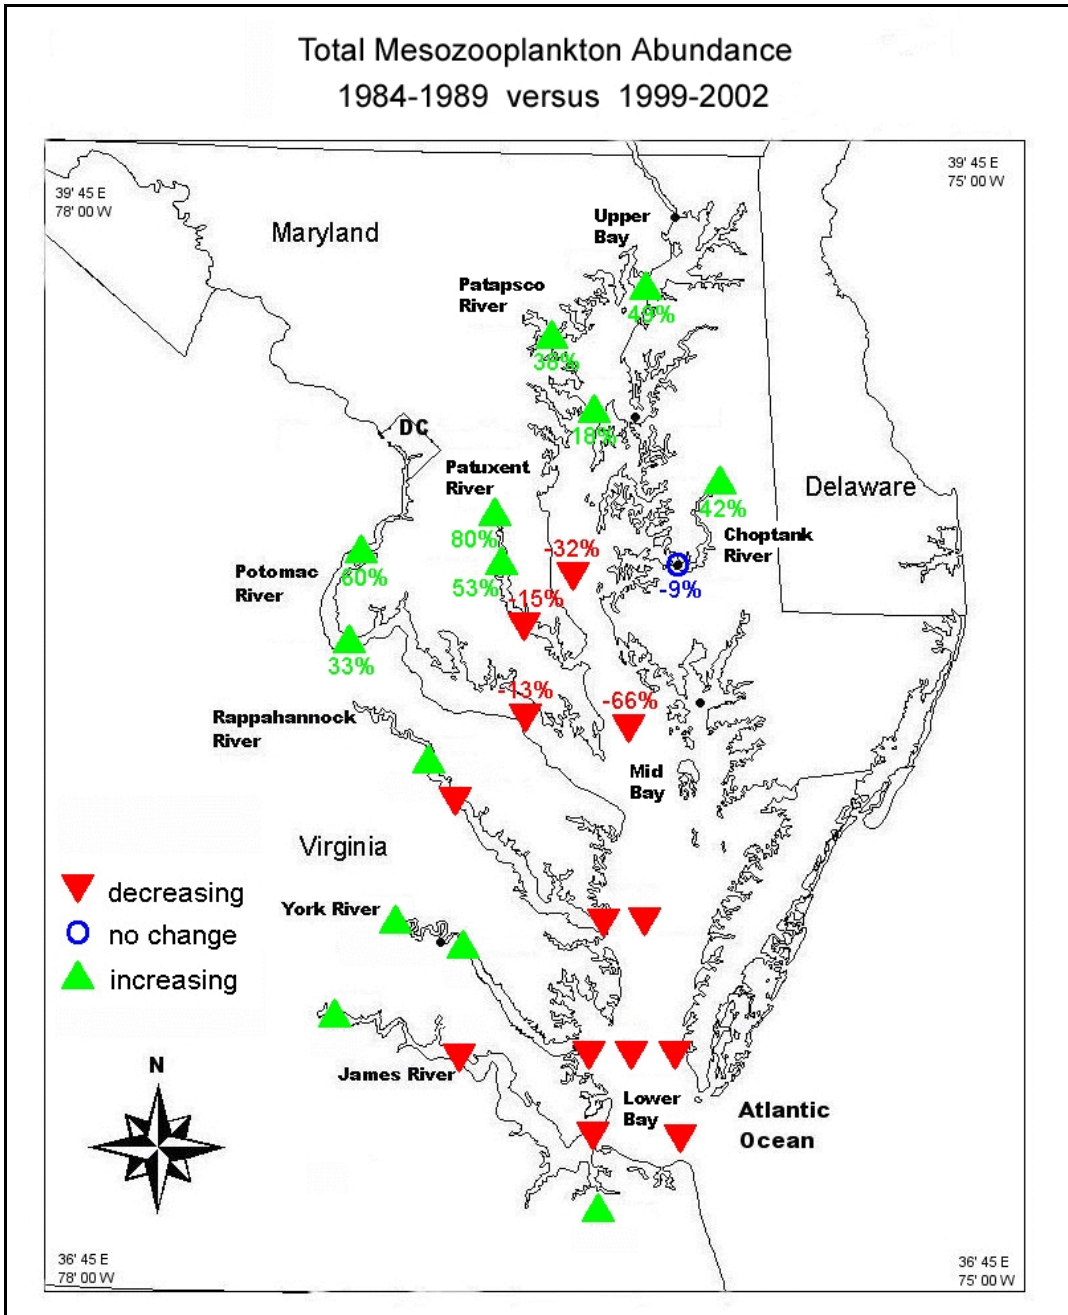 Total Mesozooplankton Abundance
1984-1989 versus 1999-2002
39' 45 E
78' 00 W
39' 45 E
75' 00 W
Maryland
Upper
Bay
Patapsco
River
49%
38%
18%
DC
Patuxent
River
Delaware
42%
80%
Choptank
River
-32%
Potomac
River
60%
53%
-9%
-15%
33%
-13%
-66%
Rappahannock
River
Mid
Bay
Virginia
decreasing
York River
no change
increasing
James River
N
Lower
Bay
Atlantic
Ocean
36' 45 E
78' 00 W
36' 45 E
75' 00 W